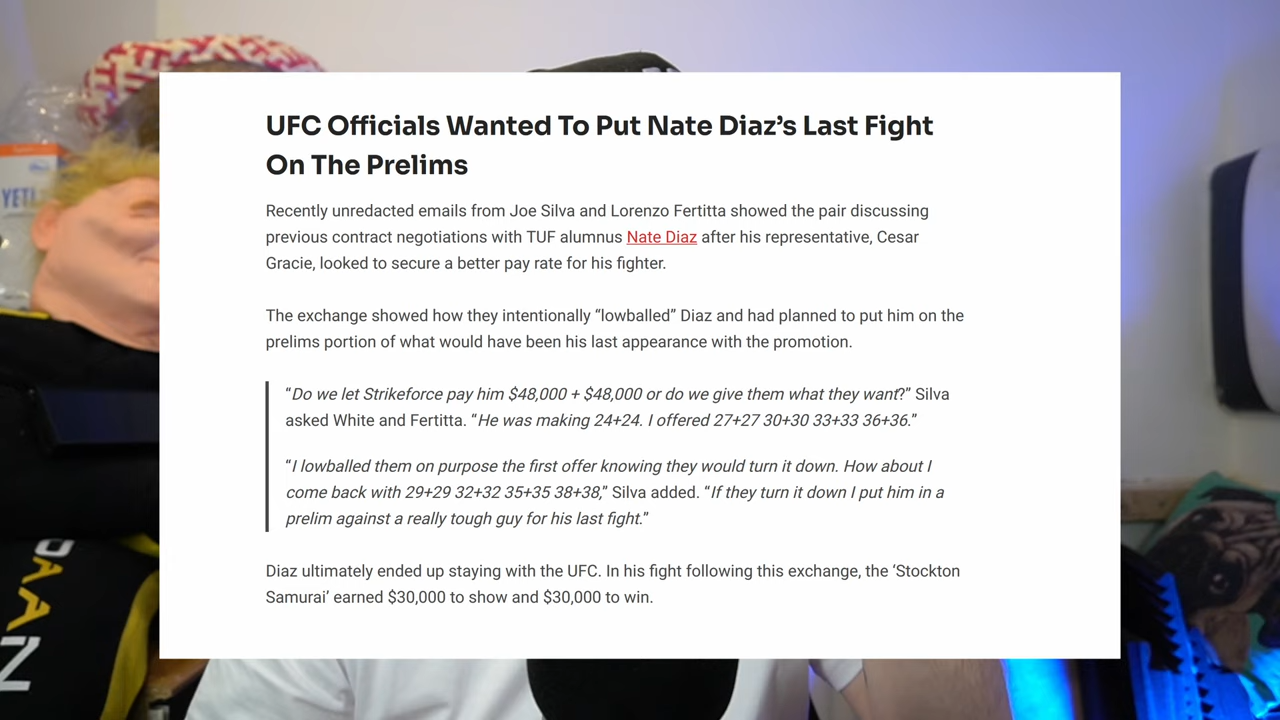 UFC Officials Wanted To Put Nate Diaz’s Last Fight
On The Prelims
Recently unredacted emails from Joe Silva and Lorenzo Fertitta showed the pair discussing
previous contract negotiations with TUF alumnus Nate Diaz after his representative, Cesar
Gracie, looked to secure a better pay rate for his fighter.
The exchange showed how they intentionally “lowballed” Diaz and had planned to put him on the
prelims portion of what would have been his last appearance with the promotion.
“Do we let Strikeforce pay him $48,000 + $48,000 or do we give them what they want?” Silva
asked White and Fertitta. “He was making 24+24. I offered 27+27 30+30 33+33 36+36.”
“I lowballed them on purpose the first offer knowing they would turn it down. How about I
come back with 29+29 32+32 35+35 38+38,” Silva added. “If they turn it down I put him in a
prelim against a really tough guy for his last fight.”
Diaz ultimately ended up staying with the UFC. In his fight following this exchange, the ‘Stockton
Samurai’ earned $30,000 to show and $30,000 to win.
YETI